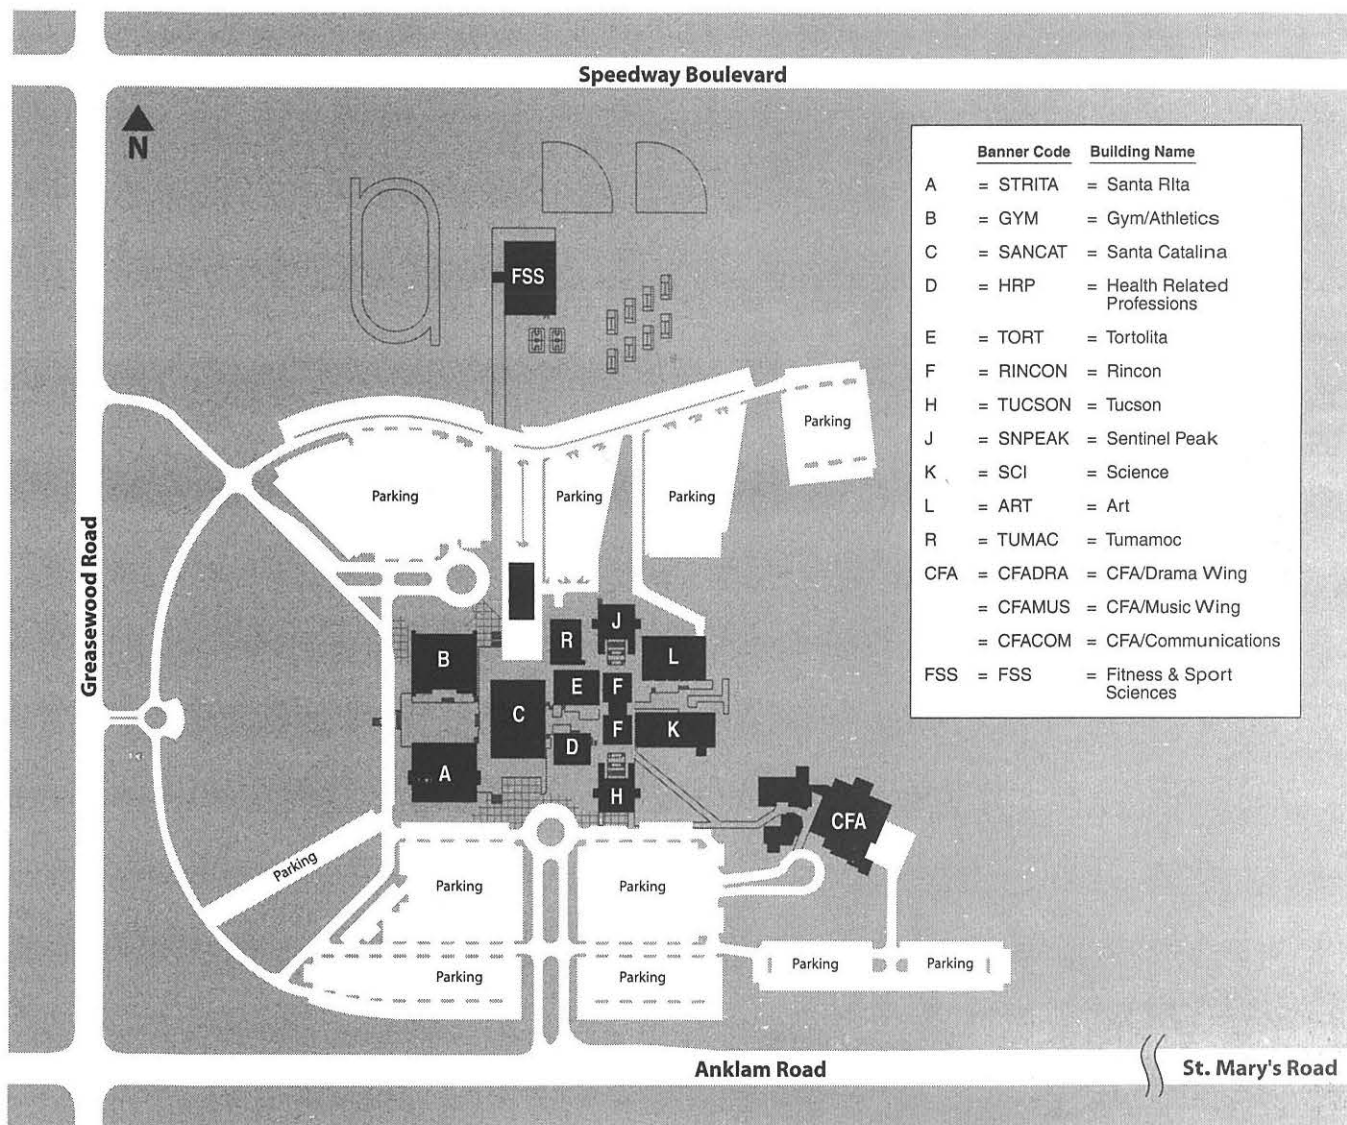 Speedway Boulevard
N
Banner Code Building Name
A = STRITA = Santa RIta
B = GYM = Gym/Athletics
C = SANCAT = Santa Catalina
D = HRP = Health Related
Professions
E = TORT = Tortolita
F = RINCON = Rincon
H = TUCSON = Tucson
J = SNPEAK = Sentinel Peak
K = SCI = Science
L = ART = Art
R = TUMAC = Tumamoc
CFA = CFADRA = CFA/Drama Wing
= CFAMUS = CFA/Music Wing
= CFACOM = CFA/Communications
FSS = FSS = Fitness & Sport
Sciences
FSS
Parking
Parking
Parking
Parking
Greasewood Road
J
R
B
L
E
F
C
F
K
D
A
H
CFA
Parking
Parking
Parking
Parking
Parking
Parking
Parking
Anklam Road
St. Mary's Road